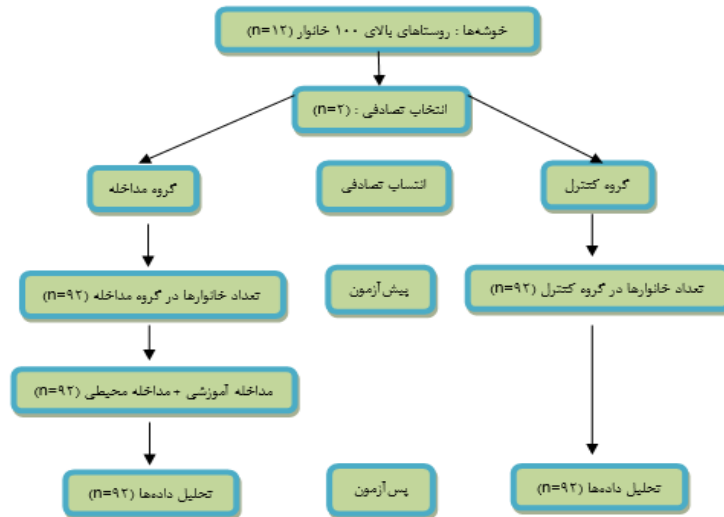 خوشه‌ها : روستاهای بالای ۱۰۰ خانوار (n=۱۲)
انتخاب تصادفی : (n=۲)
گروه کنترل
انتساب تصادفی
گروه مداخله
تعداد خانوارها در گروه کنترل (n=۹۲)
پیش‌آزمون
تعداد خانوارها در گروه مداخله (n=۹۲)
مداخله آموزشی + مداخله محیطی (n=۹۲)
تحلیل داده‌ها (n=۹۲)
پس‌آزمون
تحلیل داده‌ها (n=۹۲)